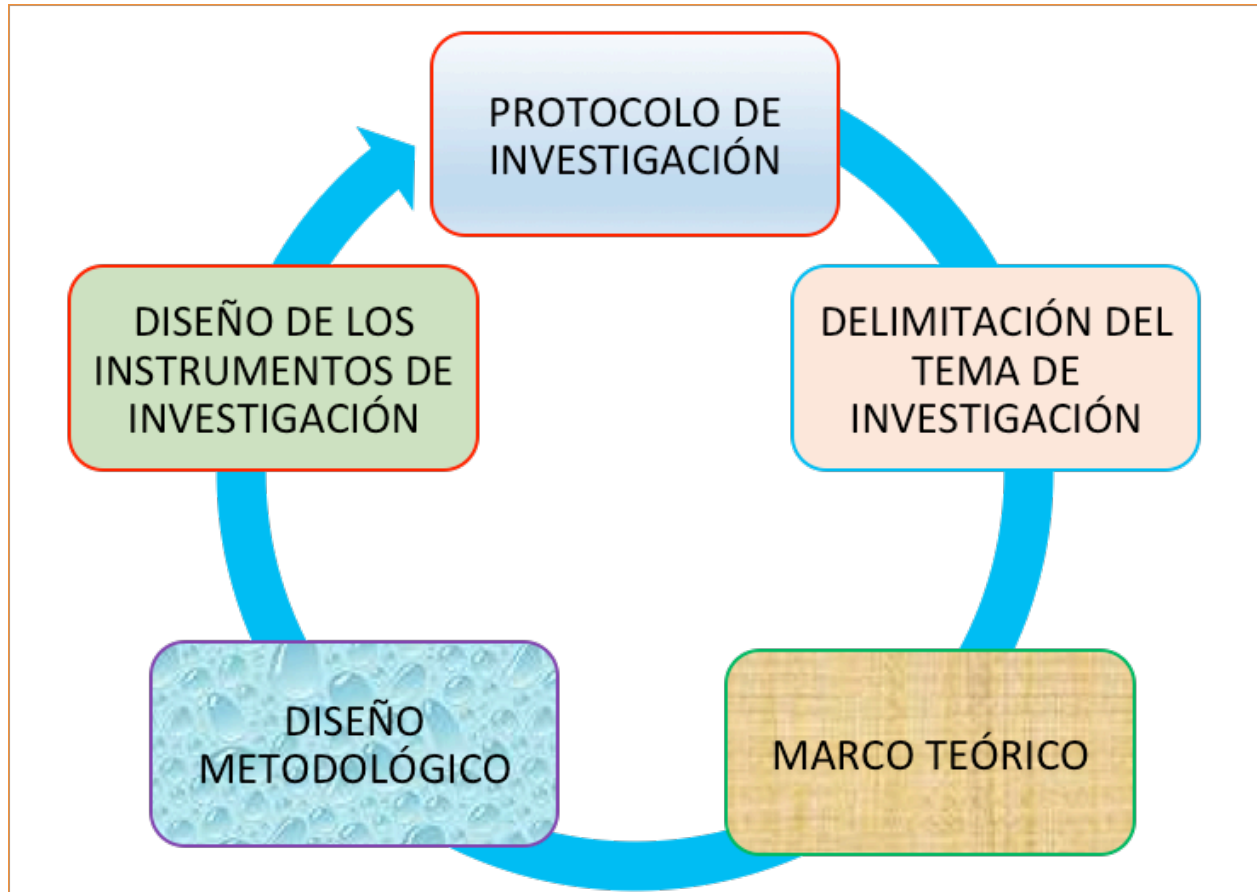 PROTOCOLO DE
INVESTIGACIÓN
DELIMITACIÓN DEL
TEMA DE
INVESTIGACIÓN
MARCO TEÓRICO
DISEÑO
METODOLÓGICO
DISEÑO DE LOS
INSTRUMENTOS DE
INVESTIGACIÓN